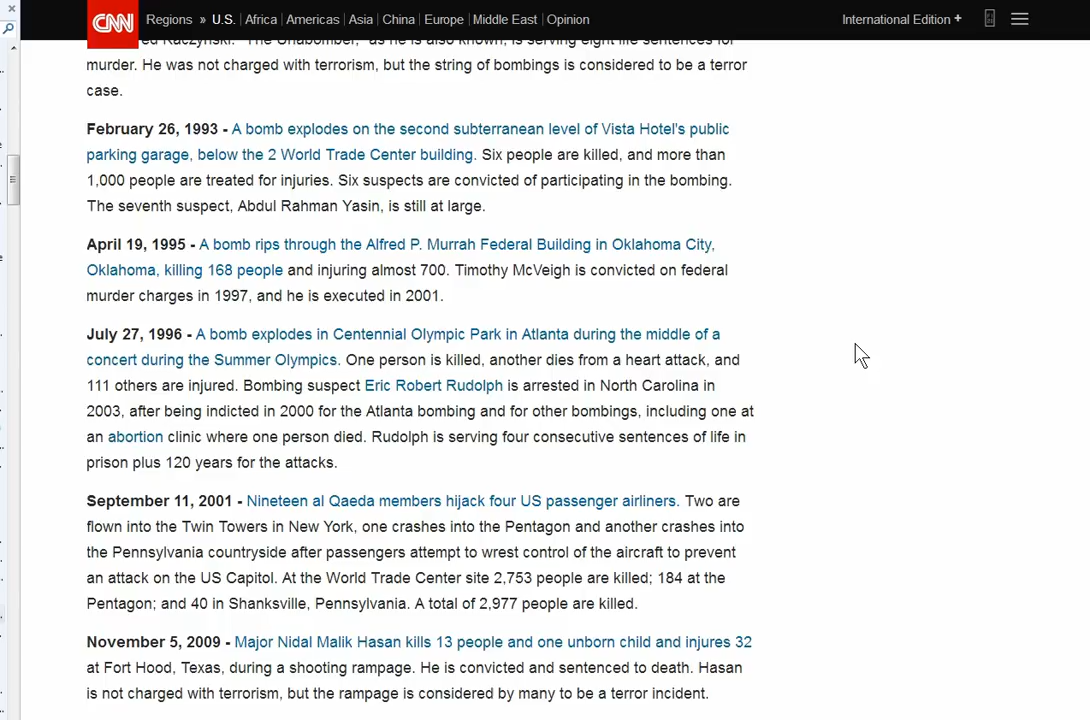 CNN Regions » U.S. Africa Americas Asia China Europe Middle East Opinion International Edition +
ed Kaczynski. "The Unabomber," as he is also known, is serving eight life sentences for
murder. He was not charged with terrorism, but the string of bombings is considered to be a terror
case.
February 26, 1993 - A bomb explodes on the second subterranean level of Vista Hotel's public
parking garage, below the 2 World Trade Center building. Six people are killed, and more than
1,000 people are treated for injuries. Six suspects are convicted of participating in the bombing.
The seventh suspect, Abdul Rahman Yasin, is still at large.
April 19, 1995 - A bomb rips through the Alfred P. Murrah Federal Building in Oklahoma City,
Oklahoma, killing 168 people and injuring almost 700. Timothy McVeigh is convicted on federal
murder charges in 1997, and he is executed in 2001.
July 27, 1996 - A bomb explodes in Centennial Olympic Park in Atlanta during the middle of a
concert during the Summer Olympics. One person is killed, another dies from a heart attack, and
111 others are injured. Bombing suspect Eric Robert Rudolph is arrested in North Carolina in
2003, after being indicted in 2000 for the Atlanta bombing and for other bombings, including one at
an abortion clinic where one person died. Rudolph is serving four consecutive sentences of life in
prison plus 120 years for the attacks.
September 11, 2001 - Nineteen al Qaeda members hijack four US passenger airliners. Two are
flown into the Twin Towers in New York, one crashes into the Pentagon and another crashes into
the Pennsylvania countryside after passengers attempt to wrest control of the aircraft to prevent
an attack on the US Capitol. At the World Trade Center site 2,753 people are killed; 184 at the
Pentagon; and 40 in Shanksville, Pennsylvania. A total of 2,977 people are killed.
November 5, 2009 - Major Nidal Malik Hasan kills 13 people and one unborn child and injures 32
at Fort Hood, Texas, during a shooting rampage. He is convicted and sentenced to death. Hasan
is not charged with terrorism, but the rampage is considered by many to be a terror incident.